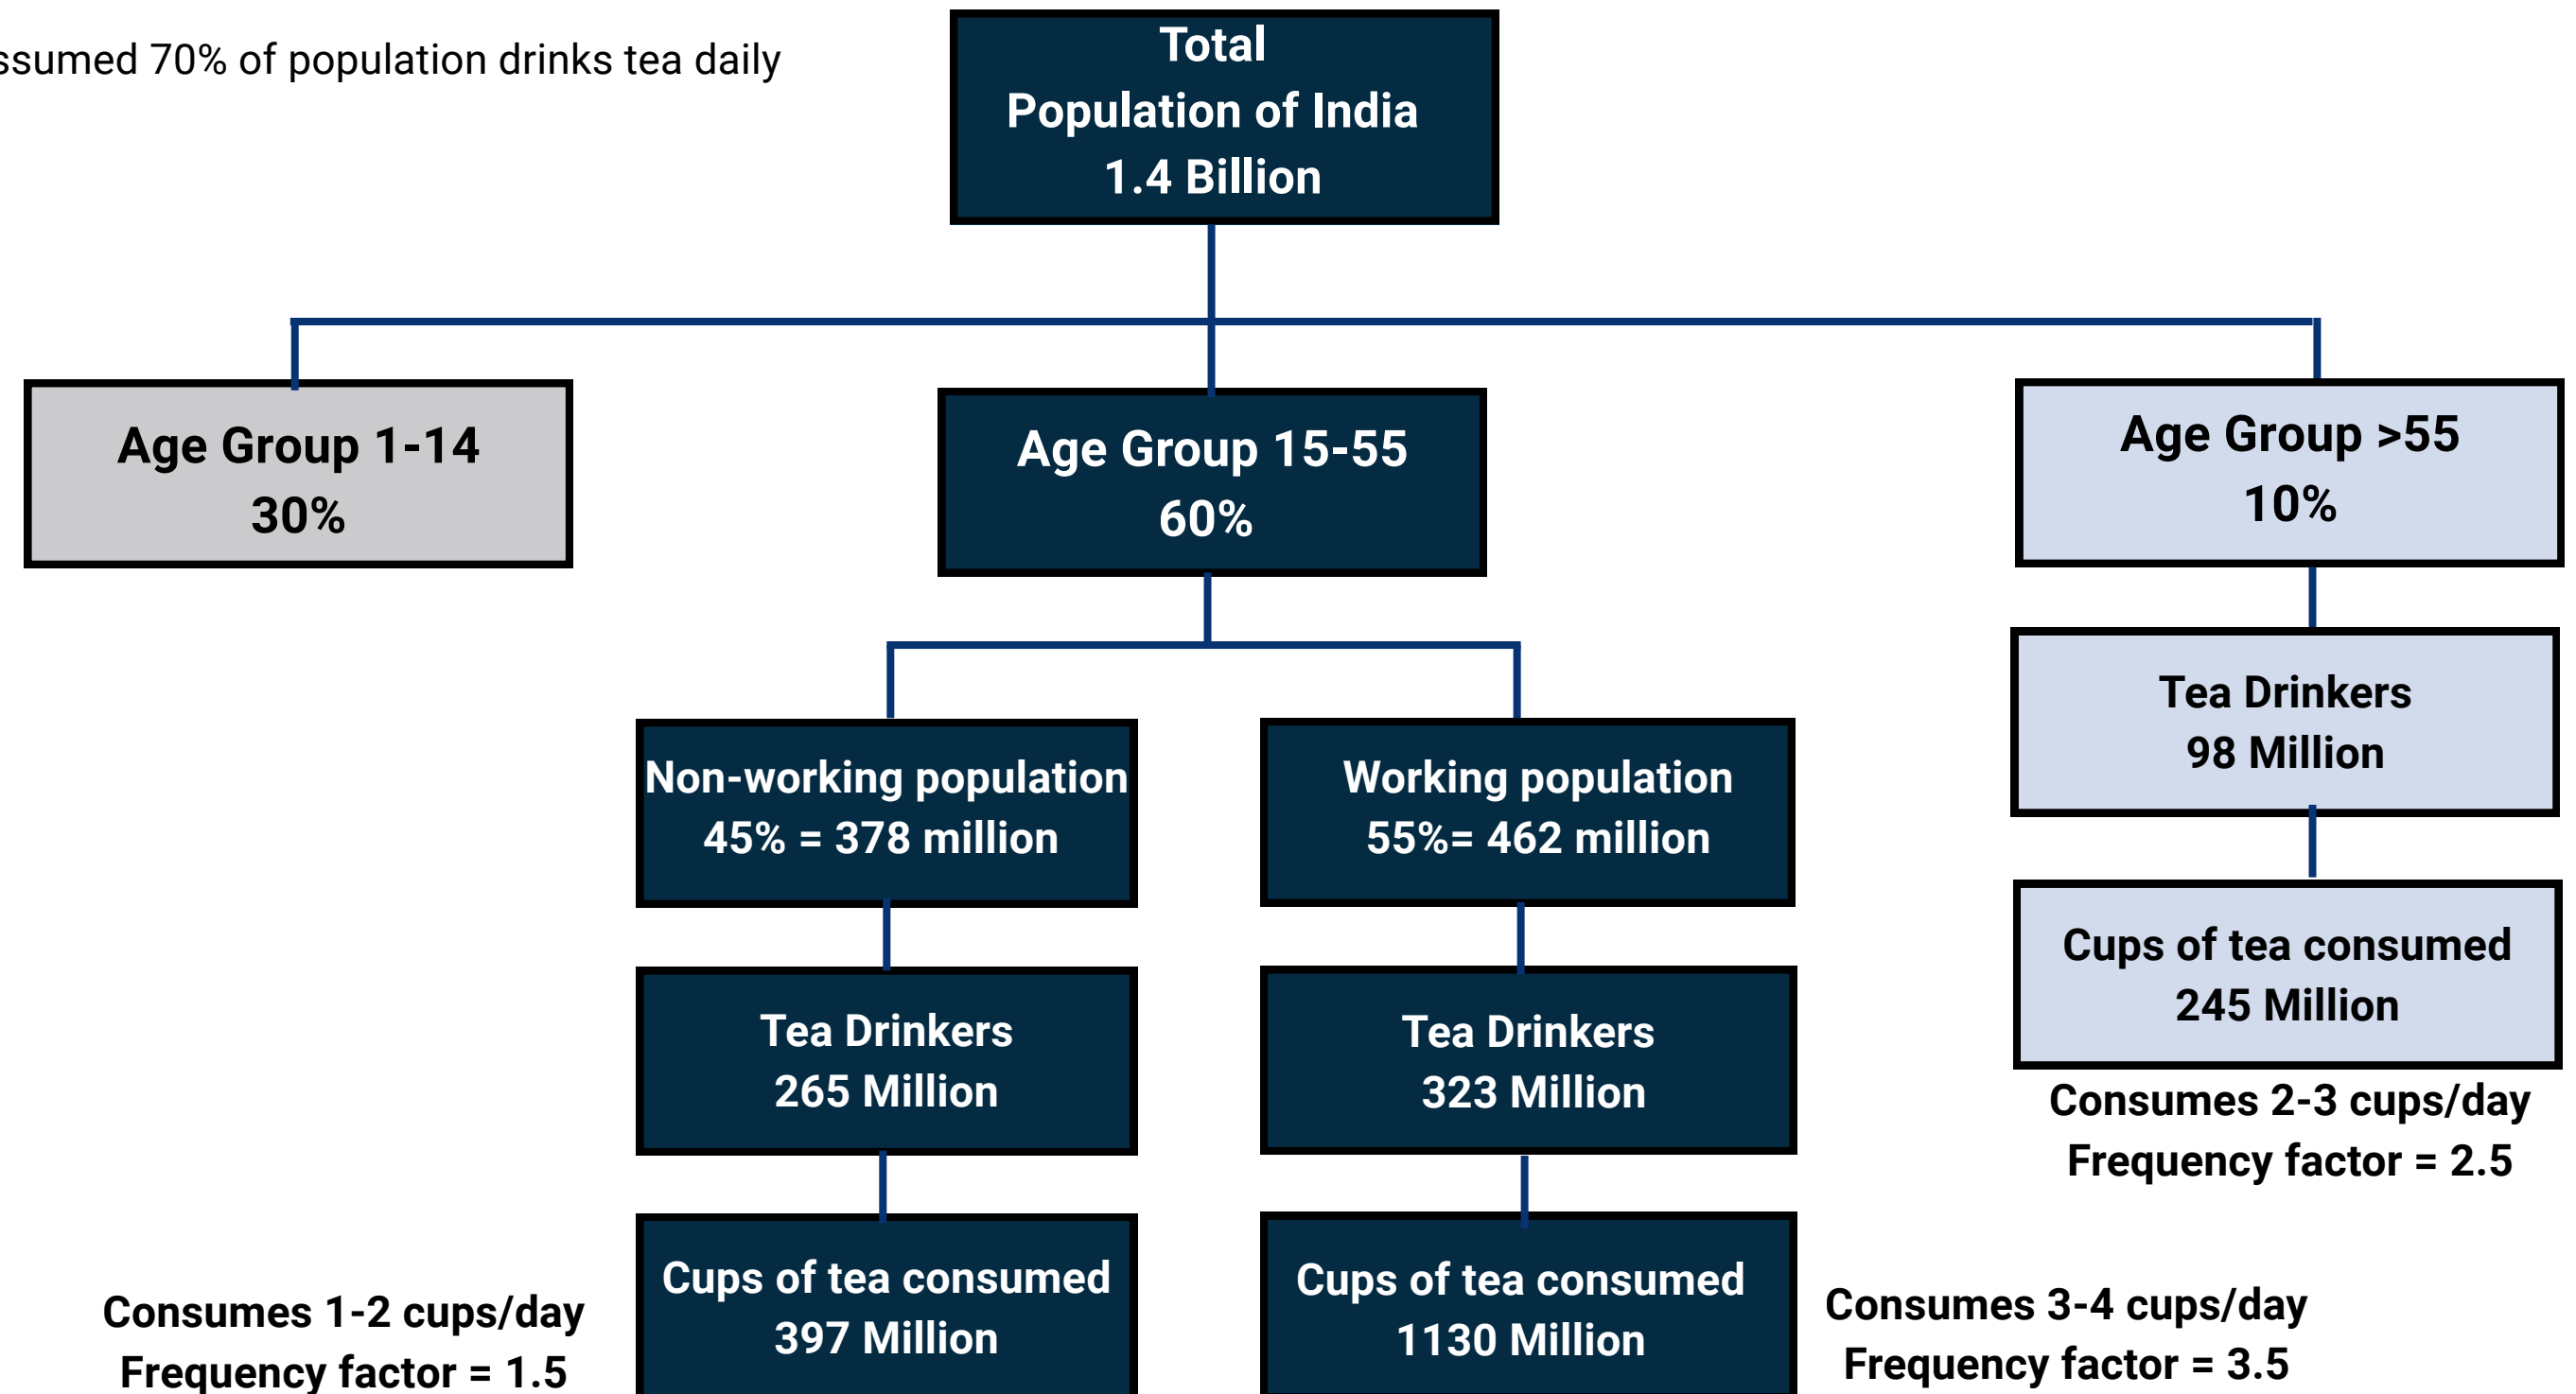 ssumed 70% of population drinks tea daily
Total
Population of India
1.4 Billion
Age Group 1-14
30%
Age Group 15-55
60%
Age Group >55
10%
Non-working population
45% = 378 million
Working population
55%= 462 million
Tea Drinkers
98 Million
Tea Drinkers
265 Million
Tea Drinkers
323 Million
Cups of tea consumed
245 Million
Consumes 2-3 cups/day
Frequency factor = 2.5
Consumes 1-2 cups/day
Frequency factor = 1.5
Cups of tea consumed
397 Million
Cups of tea consumed
1130 Million
Consumes 3-4 cups/day
Frequency factor = 3.5